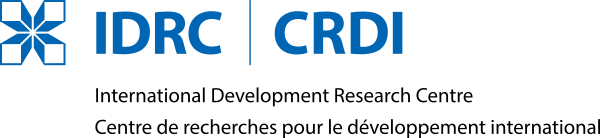 IDRC | CRDI
International Development Research Centre
Centre de recherches pour le développement international